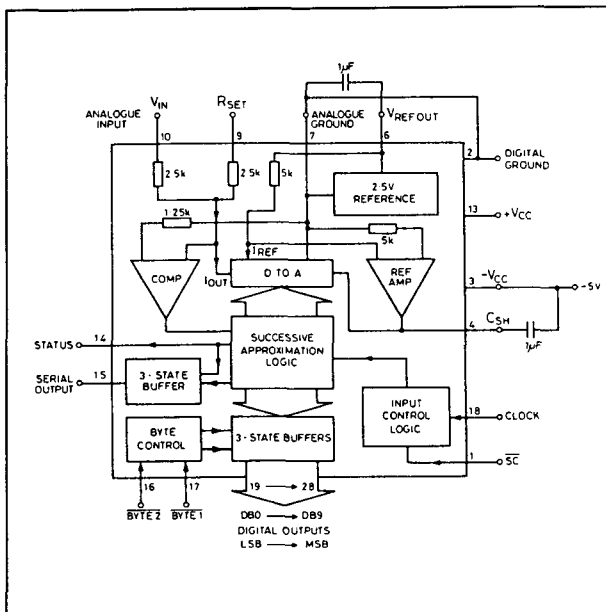 1µF
ANALOGUE INPUT
VIN
RSET
ANALOGUE GROUND
VREF OUT
10
9
7
6
2
DIGITAL GROUND
2.5k
2.5k
5k
2.5V REFERENCE
13
+VCC
1.25k
5k
IREF
COMP
IOUT
D TO A
REF AMP
3
-VCC
-5V
4
CSH
1µF
STATUS
14
SUCCESSIVE APPROXIMATION LOGIC
SERIAL OUTPUT
15
3-STATE BUFFER
INPUT CONTROL LOGIC
18
CLOCK
BYTE CONTROL
3-STATE BUFFERS
1
SC
16
17
19
28
BYTE 2
BYTE 1
DB0
DB9
DIGITAL OUTPUTS
LSB
MSB